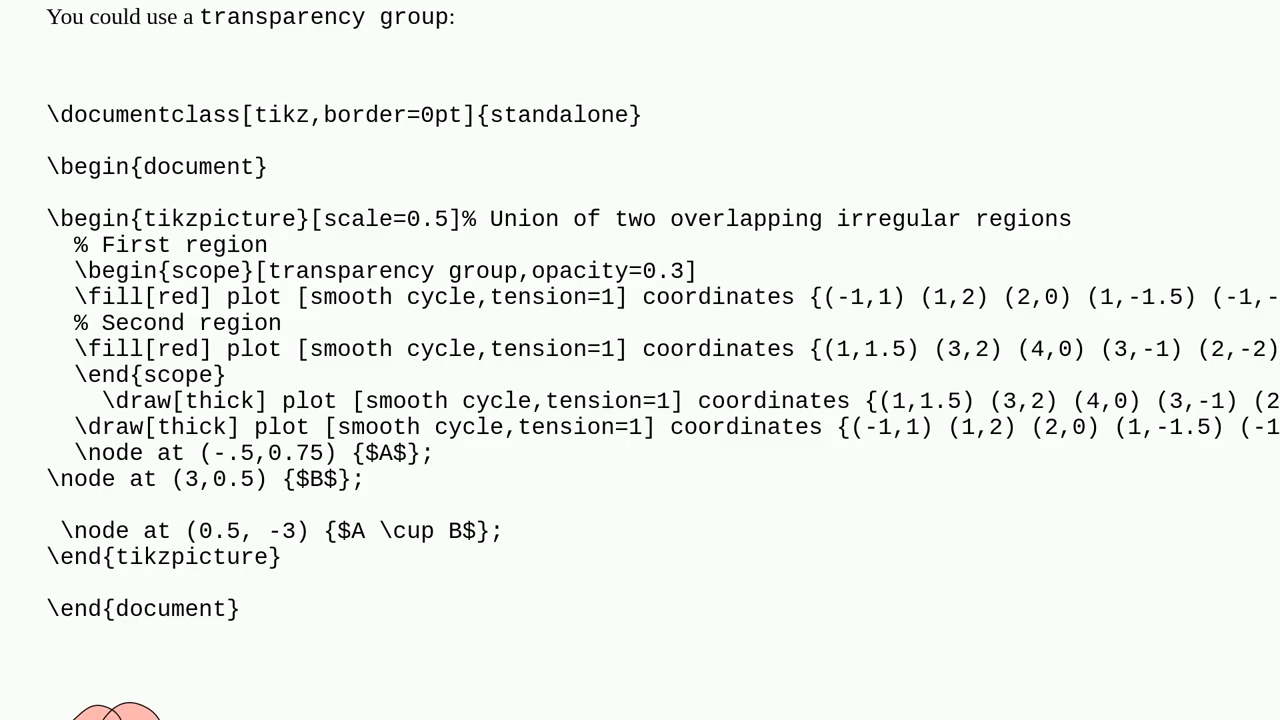 You could use a transparency group:
\documentclass[tikz,border=0pt]{standalone}
\begin{document}
\begin{tikzpicture}[scale=0.5]% Union of two overlapping irregular regions
  % First region
  \begin{scope}[transparency group,opacity=0.3]
  \fill[red] plot [smooth cycle,tension=1] coordinates {(-1,1) (1,2) (2,0) (1,-1.5) (-1,-
  % Second region
  \fill[red] plot [smooth cycle,tension=1] coordinates {(1,1.5) (3,2) (4,0) (3,-1) (2,-2)
  \end{scope}
    \draw[thick] plot [smooth cycle,tension=1] coordinates {(1,1.5) (3,2) (4,0) (3,-1) (2
  \draw[thick] plot [smooth cycle,tension=1] coordinates {(-1,1) (1,2) (2,0) (1,-1.5) (-1
  \node at (-.5,0.75) {$A$};
\node at (3,0.5) {$B$};
 \node at (0.5, -3) {$A \cup B$};
\end{tikzpicture}
\end{document}